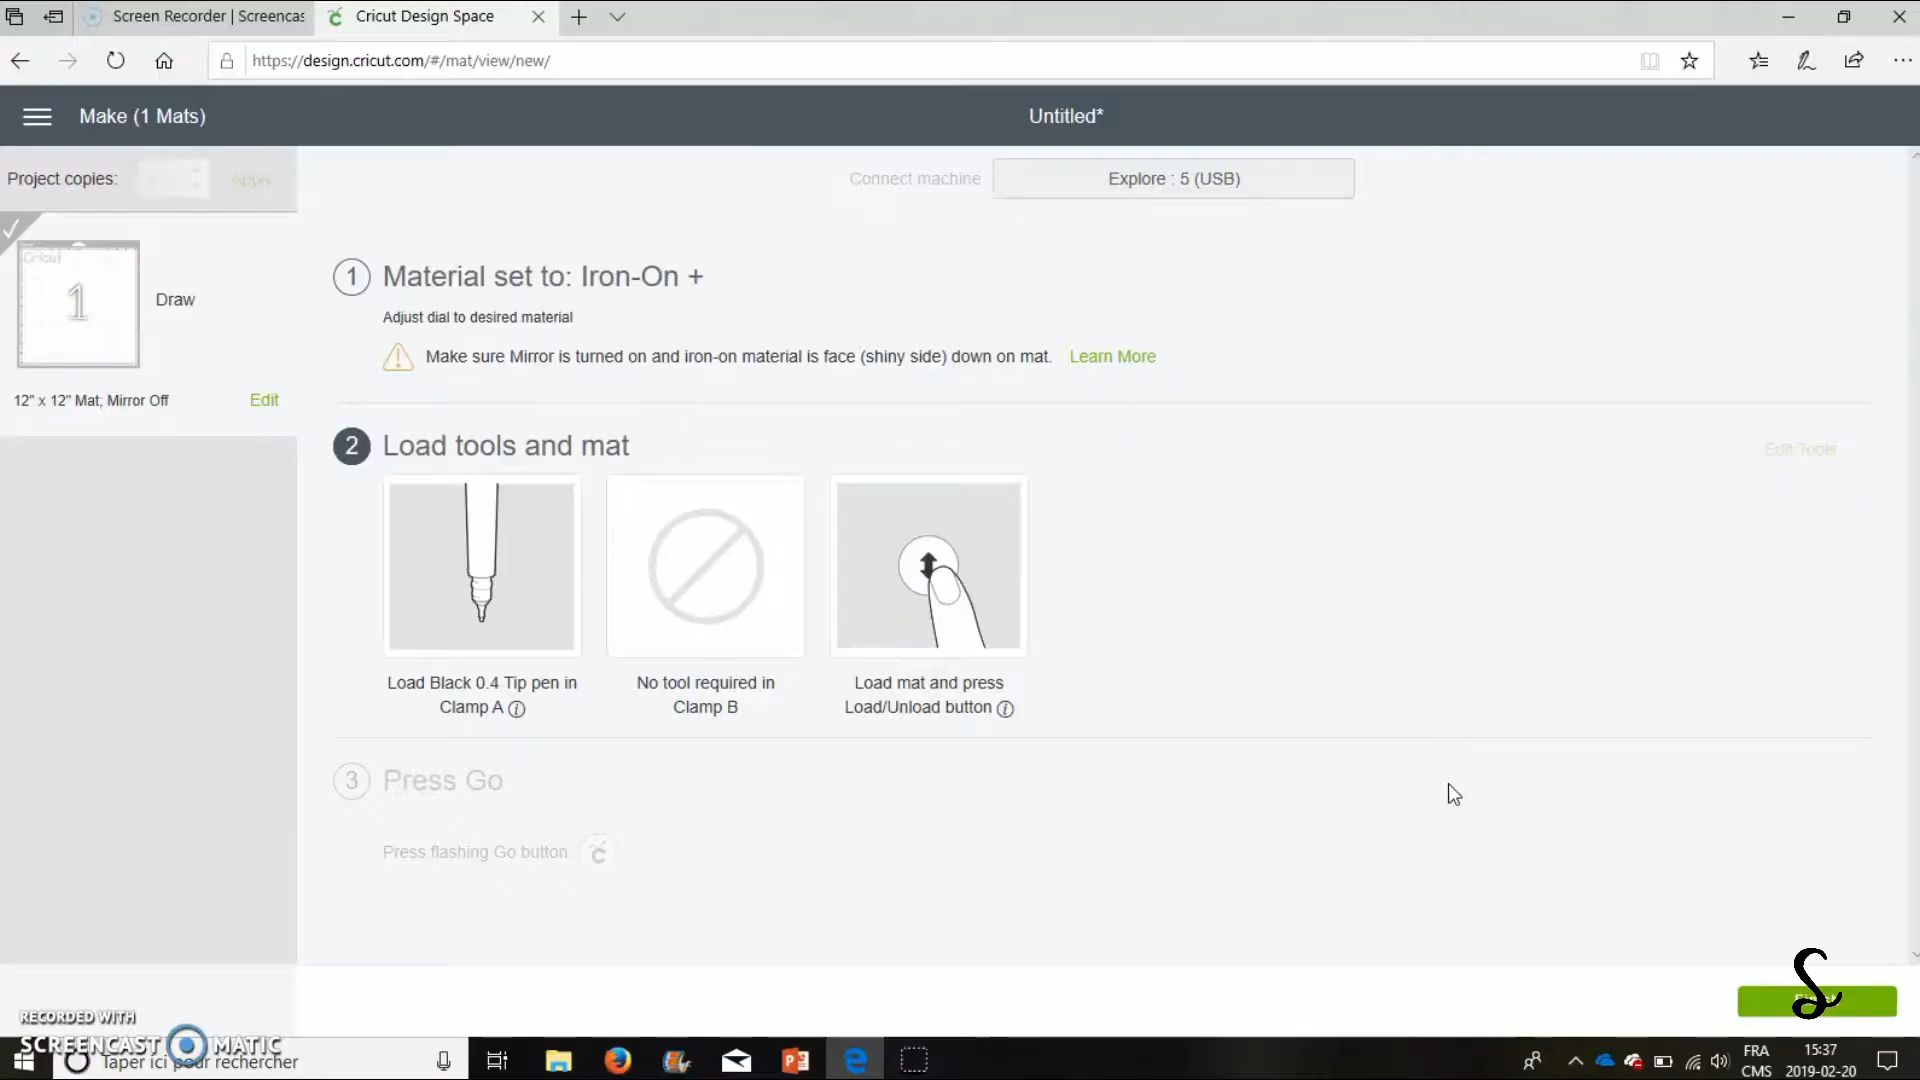 Screen Recorder | Screencas
Cricut Design Space
https://design.cricut.com/#/mat/view/new/
Make (1 Mats)
Untitled*
Project copies:
Apply
Connect machine
Explore : 5 (USB)
Cricut
1
Draw
12" x 12" Mat; Mirror Off
Edit
1 Material set to: Iron-On +
Adjust dial to desired material
Make sure Mirror is turned on and iron-on material is face (shiny side) down on mat. Learn More
2 Load tools and mat
Edit Tools
Load Black 0.4 Tip pen in
Clamp A
No tool required in
Clamp B
Load mat and press
Load/Unload button
3 Press Go
Press flashing Go button
S
RECORDED WITH
SCREENCAST MATIC
Taper ici pour rechercher
FRA
CMS
15:37
2019-02-20